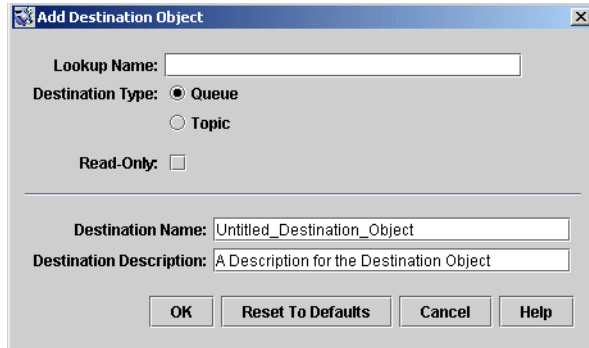 Add Destination Object
Lookup Name:
Destination Type: Queue
Topic
Read-Only:
Destination Name: Untitled_Destination_Object
Destination Description: A Description for the Destination Object
OK Reset To Defaults Cancel Help